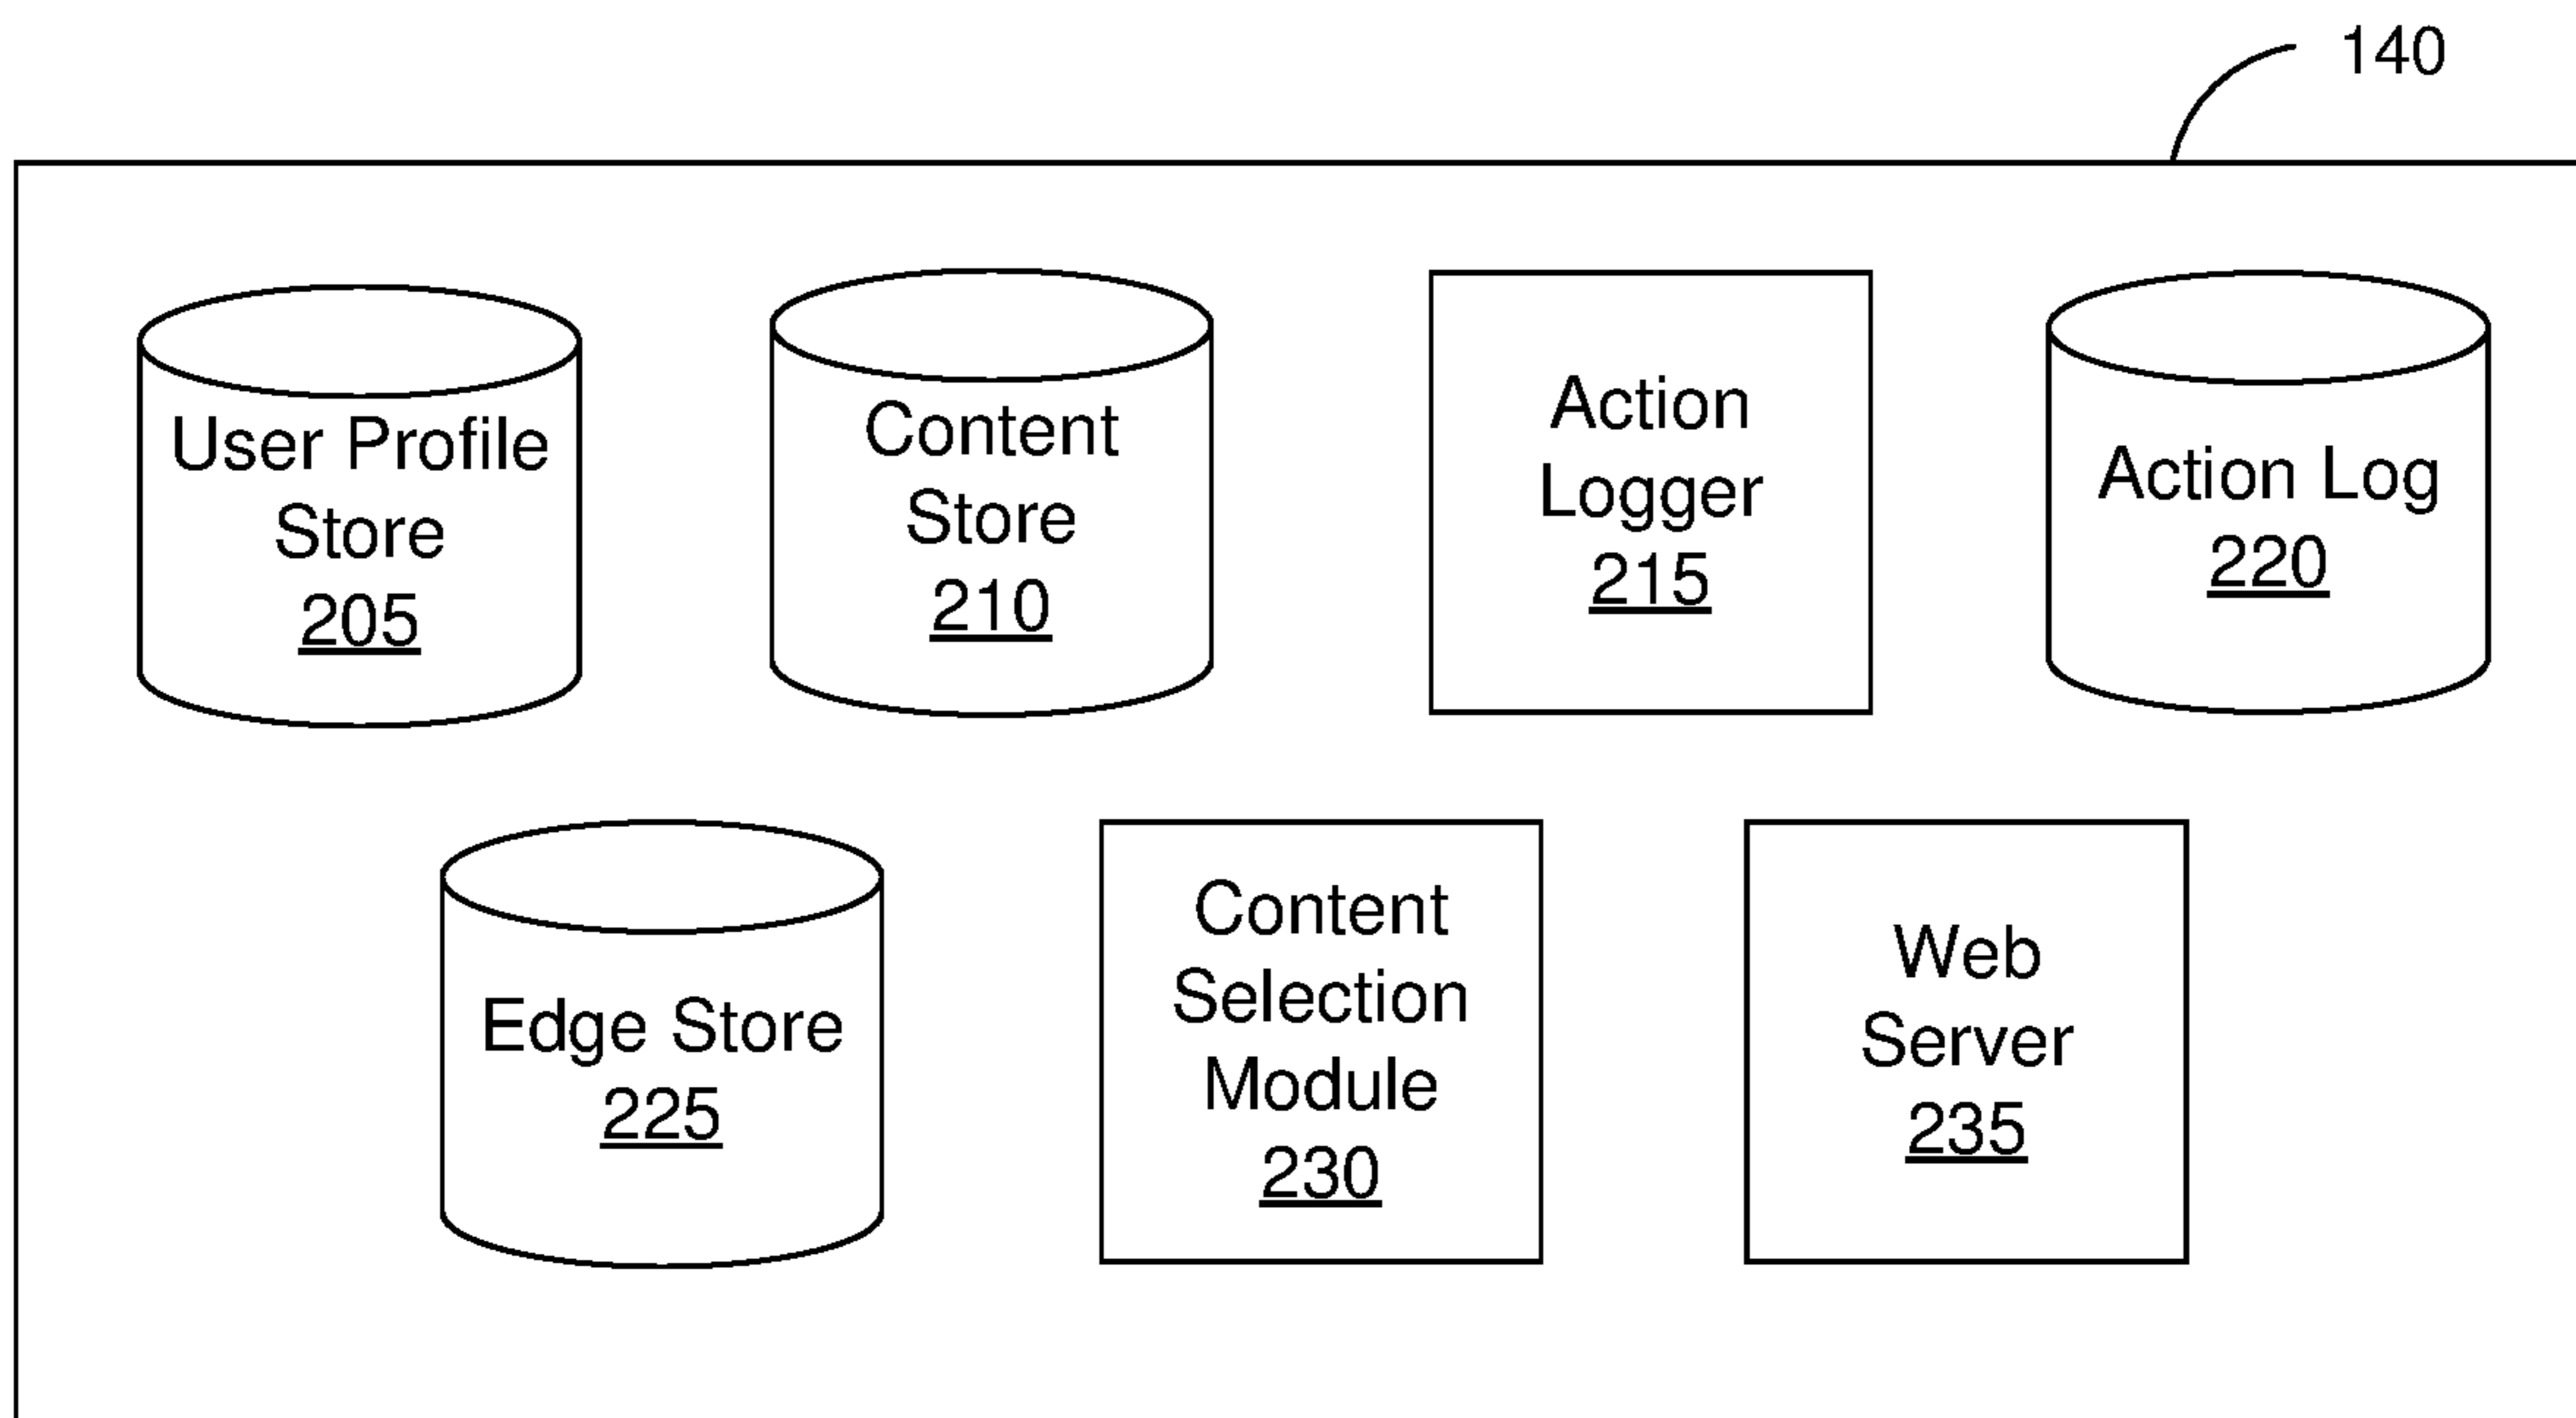 140
User Profile
Store
205
Content
Store
210
Action
Logger
215
Action Log
220
Edge Store
225
Content
Selection
Module
230
Web
Server
235